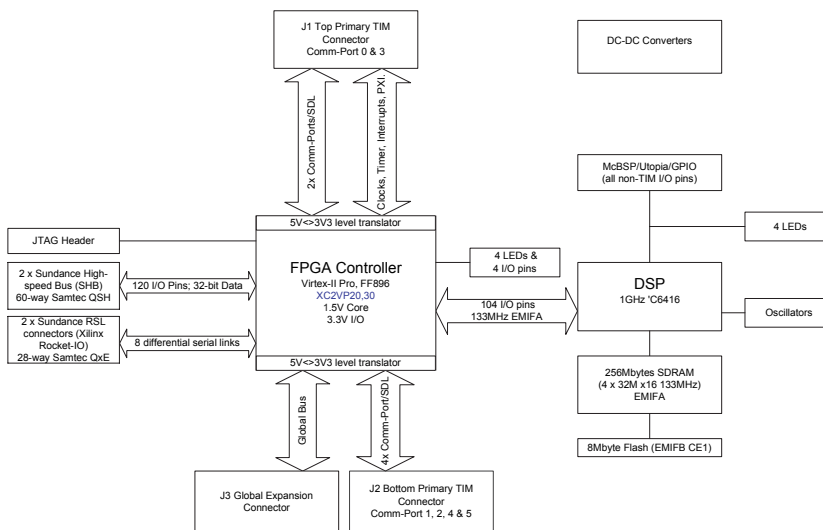 J1 Top Primary TIM
Connector
Comm-Port 0 & 3
DC-DC Converters
2x Comm-Ports/SDL
Clocks, Timer, Interrupts, PXI.
McBSP/Utopia/GPIO
(all non-TIM I/O pins)
4 LEDs
5V<>3V3 level translator
JTAG Header
FPGA Controller
Virtex-II Pro, FF896
XC2VP20,30
1.5V Core
3.3V I/O
4 LEDs &
4 I/O pins
2 x Sundance High-
speed Bus (SHB)
60-way Samtec QSH
120 I/O Pins; 32-bit Data
104 I/O pins
133MHz EMIFA
DSP
1GHz 'C6416
Oscillators
2 x Sundance RSL
connectors (Xilinx
Rocket-IO)
28-way Samtec QxE
8 differential serial links
5V<>3V3 level translator
256Mbytes SDRAM
(4 x 32M x16 133MHz)
EMIFA
8Mbyte Flash (EMIFB CE1)
Global Bus
4x Comm-Port/SDL
J3 Global Expansion
Connector
J2 Bottom Primary TIM
Connector
Comm-Port 1, 2, 4 & 5